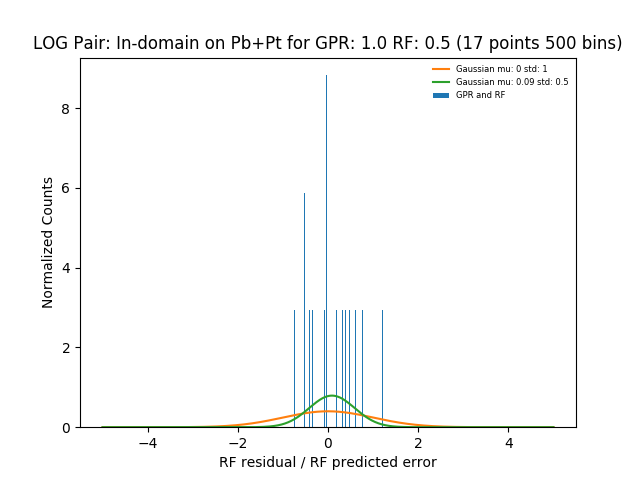 LOG Pair: In-domain on Pb+Pt for GPR: 1.0 RF: 0.5 (17 points 500 bins)
Gaussian mu: 0 std: 1
Gaussian mu: 0.09 std: 0.5
GPR and RF
Normalized Counts
8
6
4
2
0
−4
−2
0
2
4
RF residual / RF predicted error